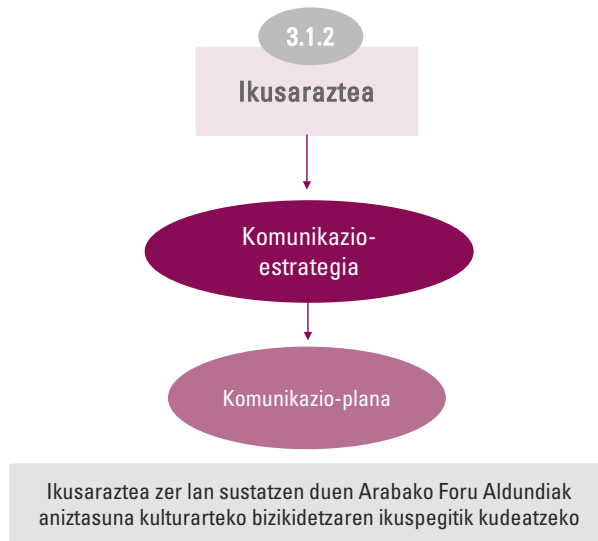 3.1.2
Ikusaraztea
Komunikazio-
estrategia
Komunikazio-plana
Ikusaraztea zer lan sustatzen duen Arabako Foru Aldundiak
aniztasuna kulturarteko bizikidetzaren ikuspegitik kudeatzeko